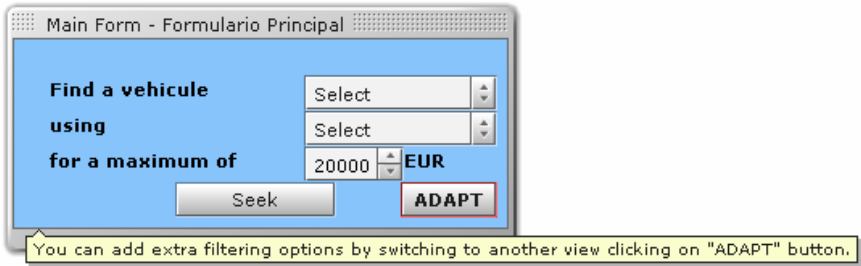 Main Form - Formulario Principal
Find a vehicule Select
using Select
for a maximum of 20000 EUR
Seek ADAPT
You can add extra filtering options by switching to another view clicking on "ADAPT" button.